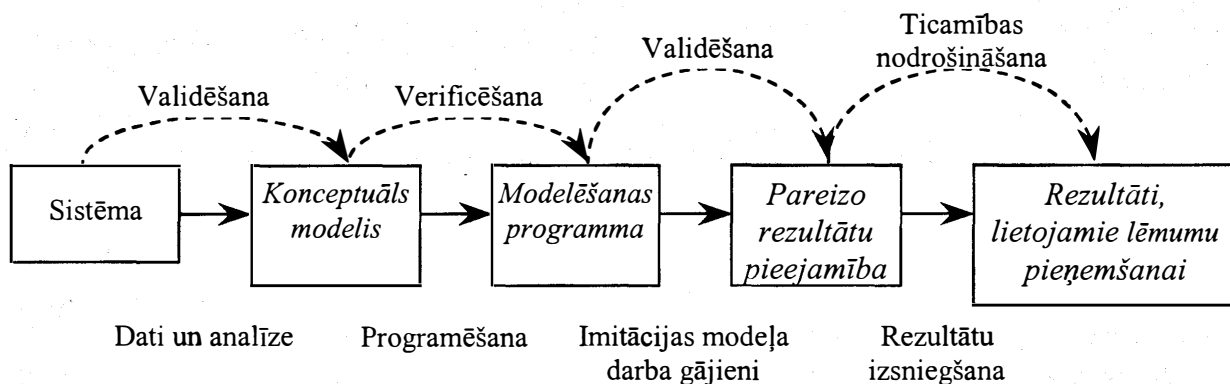 Ticamības
nodrošināšana
Validēšana
Validēšana
Verificēšana
Sistēma
Konceptuāls
modelis
Modelēšanas
programma
Pareizo
rezultātu
pieejamība
Rezultāti,
lietojamie lēmumu
pieņemšanai
Dati un analīze
Programēšana
Imitācijas modeļa
darba gājieni
Rezultātu
izsniegšana